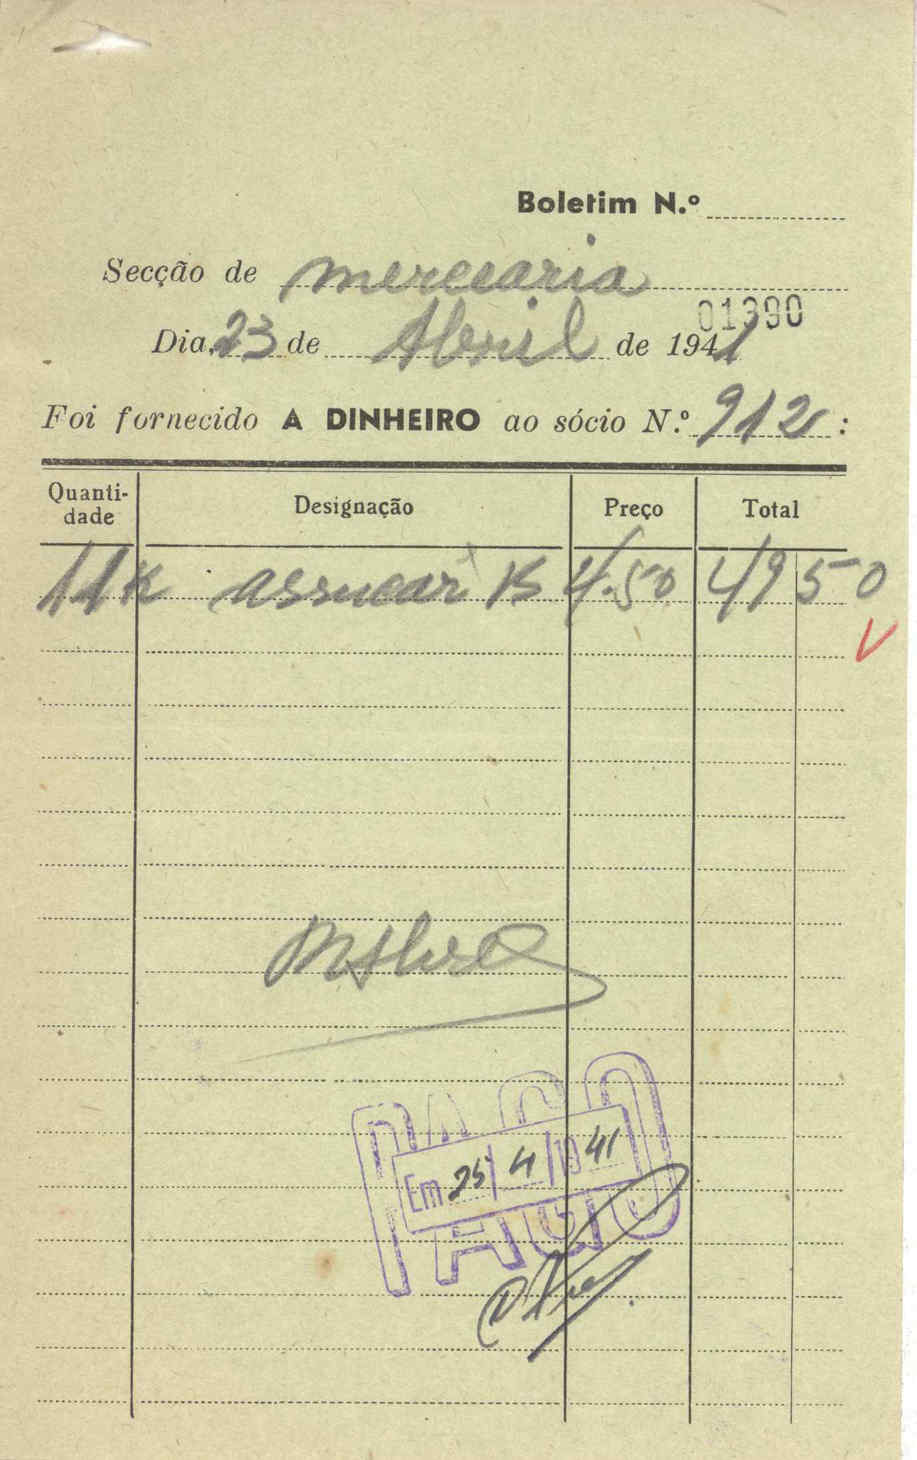 Boletim N.º
Secção de mercearia
01390
Dia, 23 de Abril de 1941
Foi fornecido A DINHEIRO ao sócio N.º 912 :
Quanti-dade Designação Preço Total
11 K assucar K 4.50 49 50
PAGO
Em 25/4/1941